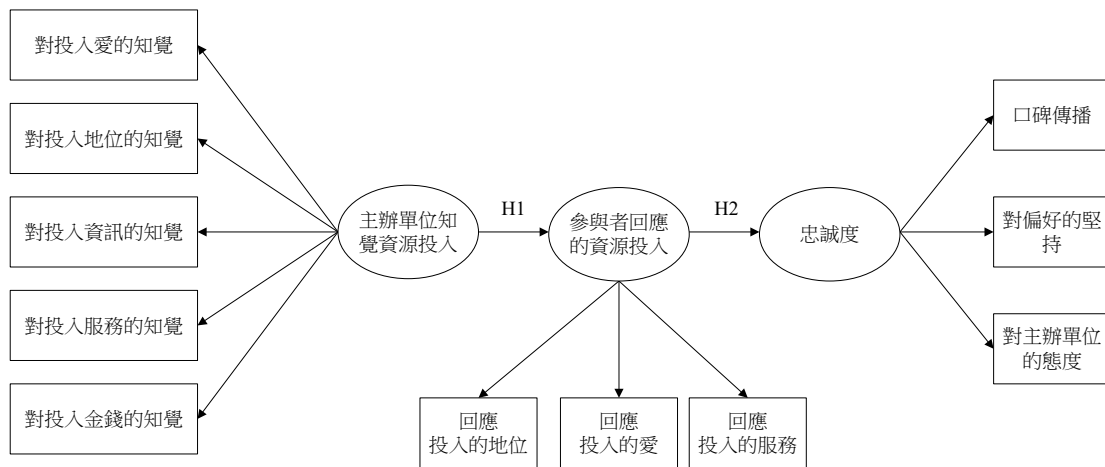 對投入愛的知覺
對投入地位的知覺
對投入資訊的知覺
對投入服務的知覺
對投入金錢的知覺
主辦單位知
覺資源投入
H1
參與者回應
的資源投入
H2
忠誠度
回應
投入的地位
回應
投入的愛
回應
投入的服務
口碑傳播
對偏好的堅
持
對主辦單位
的態度